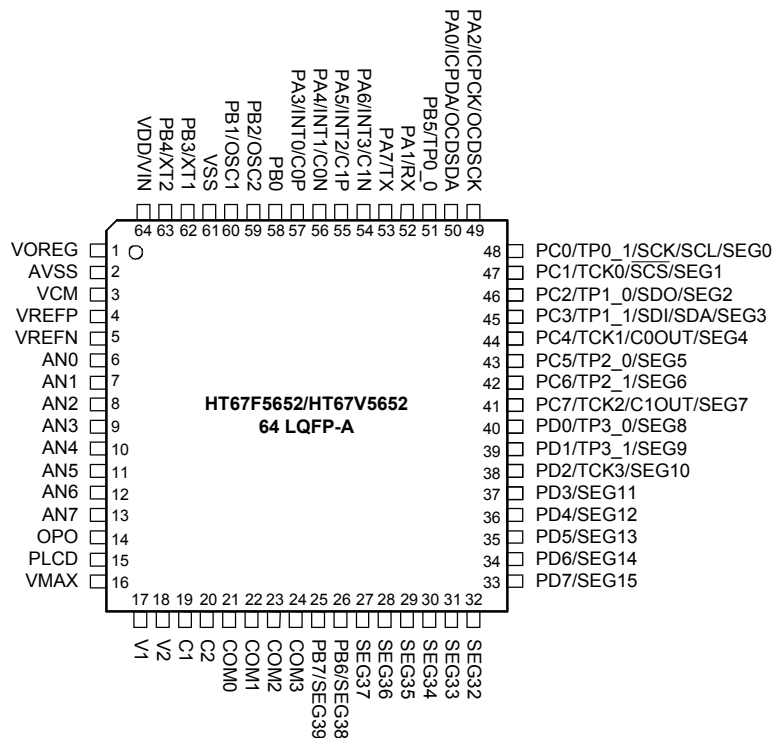 PA2/ICPCK/OCDSCK
PA0/ICPDA/OCDSDA
PB5/TP0_0
PA1/RX
PA7/TX
PA6/INT3/C1N
PA5/INT2/C1P
PA4/INT1/C0N
PA3/INT0/C0P
PB0
PB2/OSC2
PB1/OSC1
VSS
PB3/XT1
PB4/XT2
VDD/VIN
64 63 62 61 60 59 58 57 56 55 54 53 52 51 50 49
VOREG 1
AVSS 2
VCM 3
VREFP 4
VREFN 5
AN0 6
AN1 7
AN2 8
AN3 9
AN4 10
AN5 11
AN6 12
AN7 13
OPO 14
PLCD 15
VMAX 16
HT67F5652/HT67V5652
64 LQFP-A
48 PC0/TP0_1/SCK/SCL/SEG0
47 PC1/TCK0/SCS/SEG1
46 PC2/TP1_0/SDO/SEG2
45 PC3/TP1_1/SDI/SDA/SEG3
44 PC4/TCK1/C0OUT/SEG4
43 PC5/TP2_0/SEG5
42 PC6/TP2_1/SEG6
41 PC7/TCK2/C1OUT/SEG7
40 PD0/TP3_0/SEG8
39 PD1/TP3_1/SEG9
38 PD2/TCK3/SEG10
37 PD3/SEG11
36 PD4/SEG12
35 PD5/SEG13
34 PD6/SEG14
33 PD7/SEG15
17 18 19 20 21 22 23 24 25 26 27 28 29 30 31 32
V1
V2
C1
C2
COM0
COM1
COM2
COM3
PB7/SEG39
PB6/SEG38
SEG37
SEG36
SEG35
SEG34
SEG33
SEG32